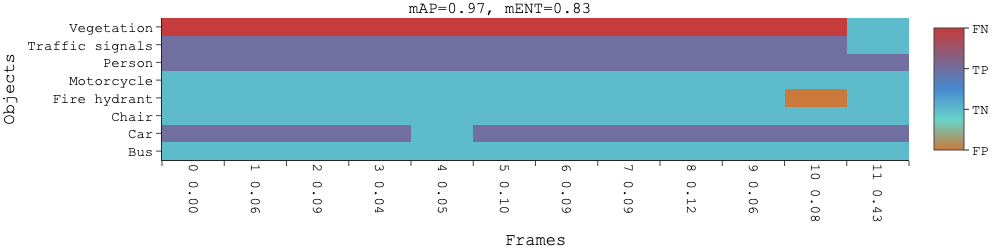 mAP=0.97, mENT=0.83
Objects
Vegetation
Traffic signals
Person
Motorcycle
Fire hydrant
Chair
Car
Bus
0 0.00
1 0.06
2 0.09
3 0.04
4 0.05
5 0.10
6 0.09
7 0.09
8 0.12
9 0.06
10 0.08
11 0.43
Frames
FN
TP
TN
FP